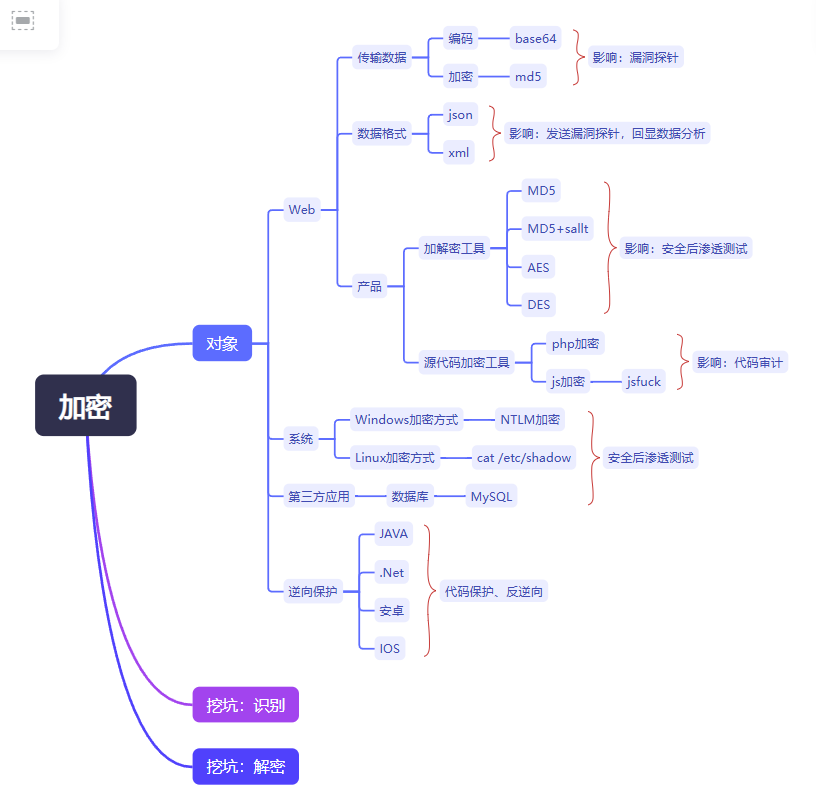 加密
对象
Web
传输数据
编码
base64
加密
md5
影响：漏洞探针
数据格式
json
xml
影响：发送漏洞探针，回显数据分析
产品
加解密工具
MD5
MD5+sallt
AES
DES
影响：安全后渗透测试
源代码加密工具
php加密
js加密
jsfuck
影响：代码审计
系统
Windows加密方式
NTLM加密
Linux加密方式
cat /etc/shadow
第三方应用
数据库
MySQL
安全后渗透测试
逆向保护
JAVA
.Net
安卓
IOS
代码保护、反逆向
挖坑：识别
挖坑：解密